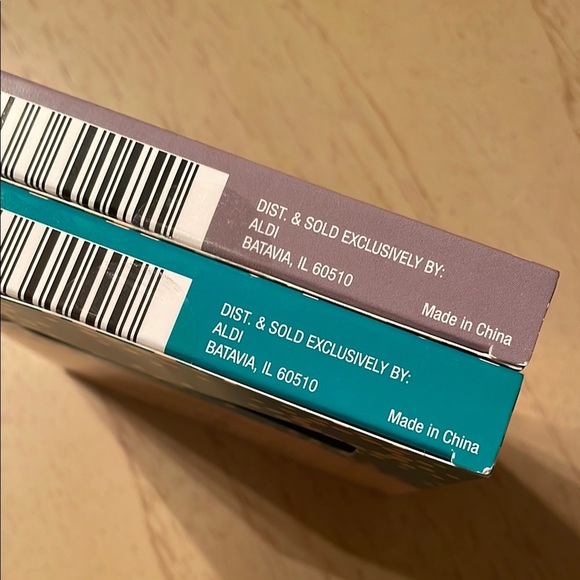 DIST. & SOLD EXCLUSIVELY BY:
ALDI
BATAVIA, IL 60510
Made in China
DIST. & SOLD EXCLUSIVELY BY:
ALDI
BATAVIA, IL 60510
Made in China